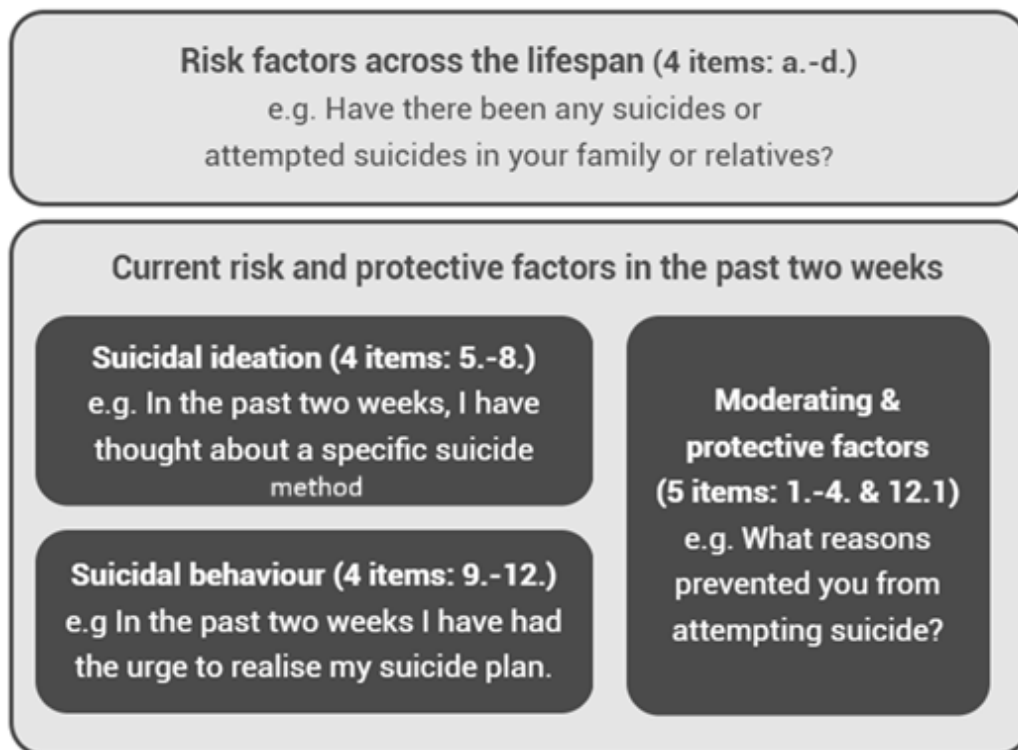 Risk factors across the lifespan (4 items: a.-d.)
e.g. Have there been any suicides or
attempted suicides in your family or relatives?
Current risk and protective factors in the past two weeks
Suicidal ideation (4 items: 5.-8.)
e.g. In the past two weeks, I have
thought about a specific suicide
method
Suicidal behaviour (4 items: 9.-12.)
e.g In the past two weeks I have had
the urge to realise my suicide plan.
Moderating &
protective factors
(5 items: 1.-4. & 12.1)
e.g. What reasons
prevented you from
attempting suicide?